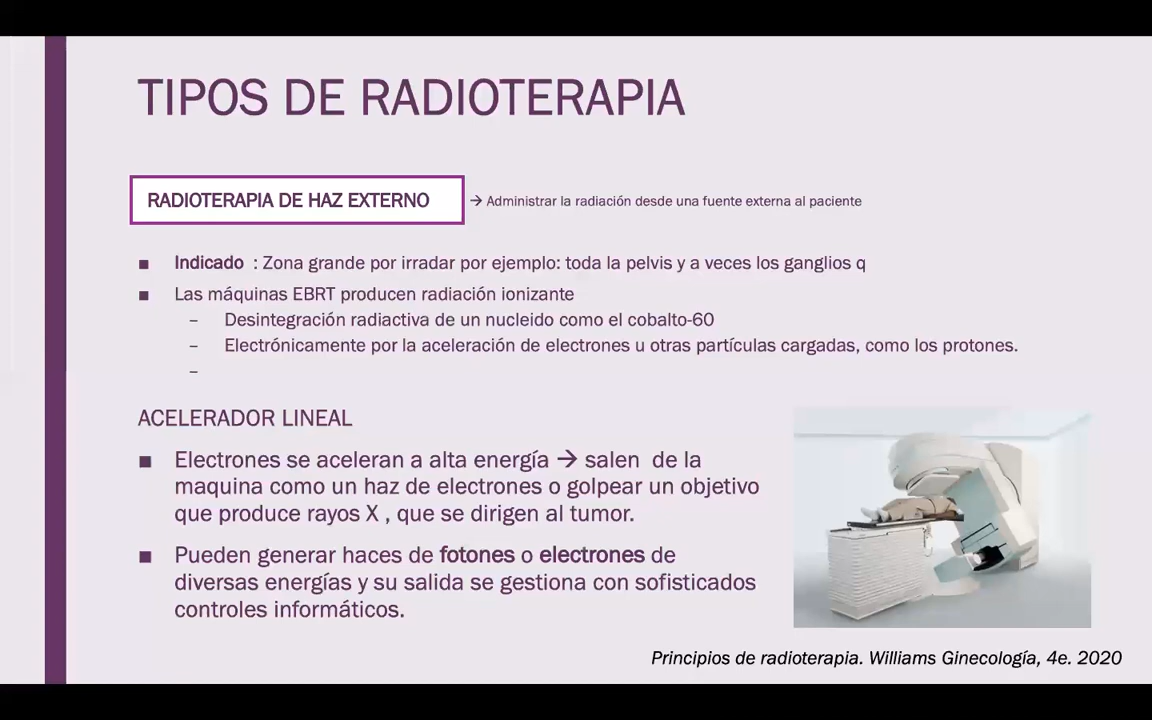 TIPOS DE RADIOTERAPIA
RADIOTERAPIA DE HAZ EXTERNO → Administrar la radiación desde una fuente externa al paciente
■ Indicado : Zona grande por irradar por ejemplo: toda la pelvis y a veces los ganglios q
■ Las máquinas EBRT producen radiación ionizante
– Desintegración radiactiva de un nucleido como el cobalto-60
– Electrónicamente por la aceleración de electrones u otras partículas cargadas, como los protones.
–
ACELERADOR LINEAL
■ Electrones se aceleran a alta energía → salen de la
maquina como un haz de electrones o golpear un objetivo
que produce rayos X , que se dirigen al tumor.
■ Pueden generar haces de fotones o electrones de
diversas energías y su salida se gestiona con sofisticados
controles informáticos.
Principios de radioterapia. Williams Ginecología, 4e. 2020